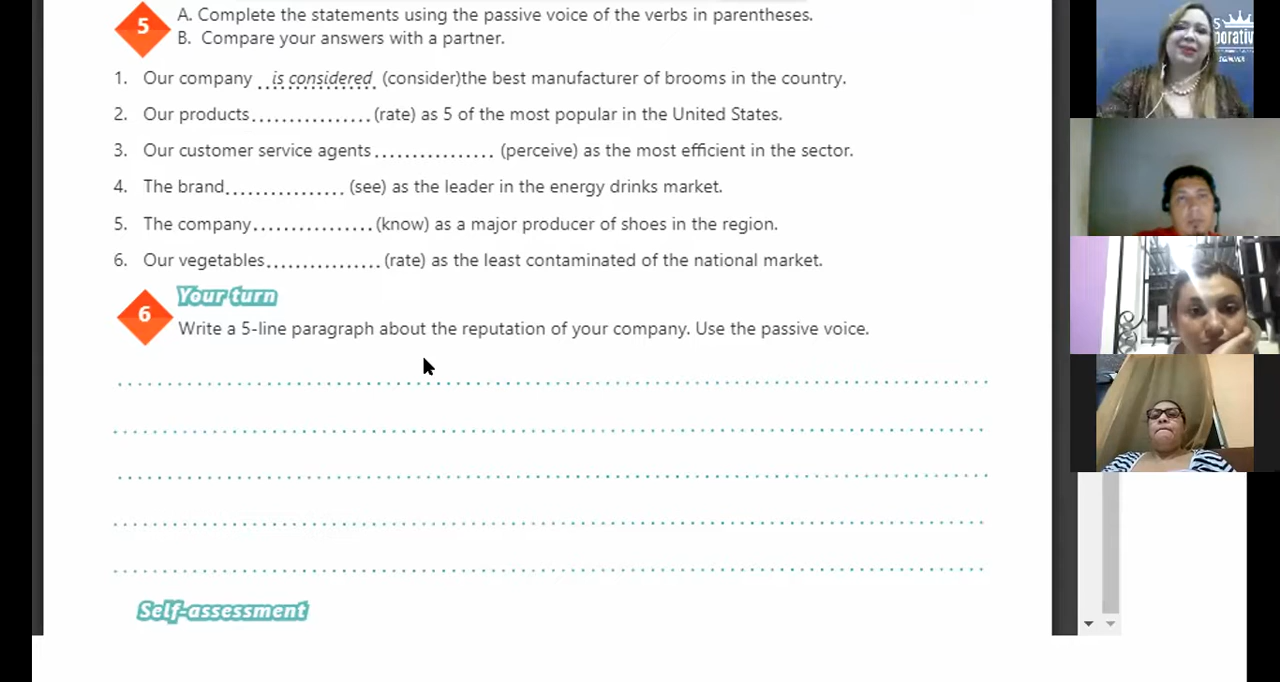 5
A. Complete the statements using the passive voice of the verbs in parentheses.
B. Compare your answers with a partner.
1. Our company ..is considered. (consider)the best manufacturer of brooms in the country.
2. Our products................(rate) as 5 of the most popular in the United States.
3. Our customer service agents................ (perceive) as the most efficient in the sector.
4. The brand................ (see) as the leader in the energy drinks market.
5. The company................(know) as a major producer of shoes in the region.
6. Our vegetables................(rate) as the least contaminated of the national market.
Your turn
6
Write a 5-line paragraph about the reputation of your company. Use the passive voice.
Self-assessment